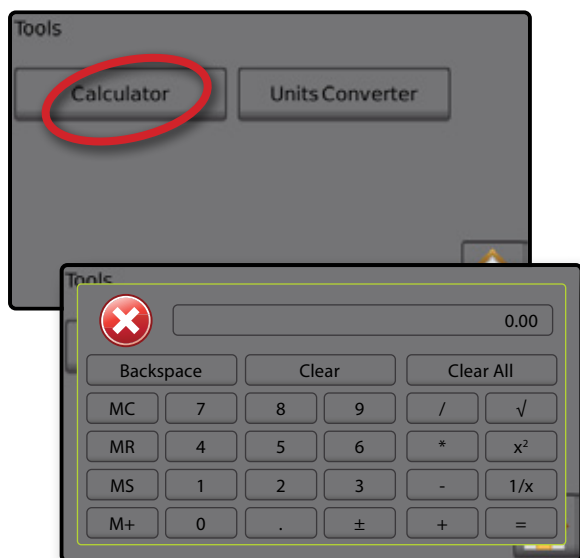 Tools
Calculator Units Converter
Tools
0.00
Backspace Clear Clear All
MC 7 8 9 / √
MR 4 5 6 * x²
MS 1 2 3 - 1/x
M+ 0 . ± + =